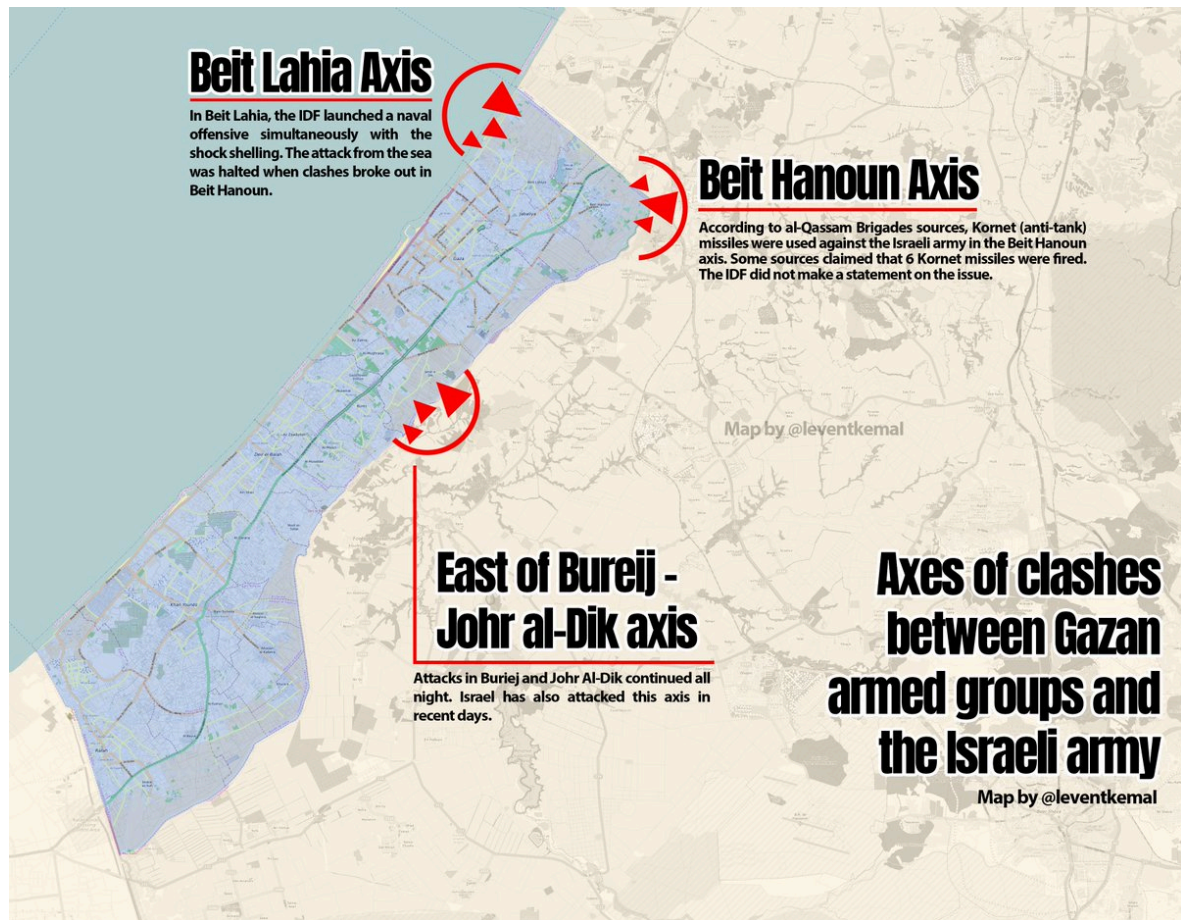 Beit Lahia Axis
In Beit Lahia, the IDF launched a naval
offensive simultaneously with the
shock shelling. The attack from the sea
was halted when clashes broke out in
Beit Hanoun.
Beit Hanoun Axis
According to al-Qassam Brigades sources, Kornet (anti-tank)
missiles were used against the Israeli army in the Beit Hanoun
axis. Some sources claimed that 6 Kornet missiles were fired.
The IDF did not make a statement on the issue.
Map by @leventkemal
East of Bureij -
Johr al-Dik axis
Attacks in Buriej and Johr Al-Dik continued all
night. Israel has also attacked this axis in
recent days.
Axes of clashes
between Gazan
armed groups and
the Israeli army
Map by @leventkemal